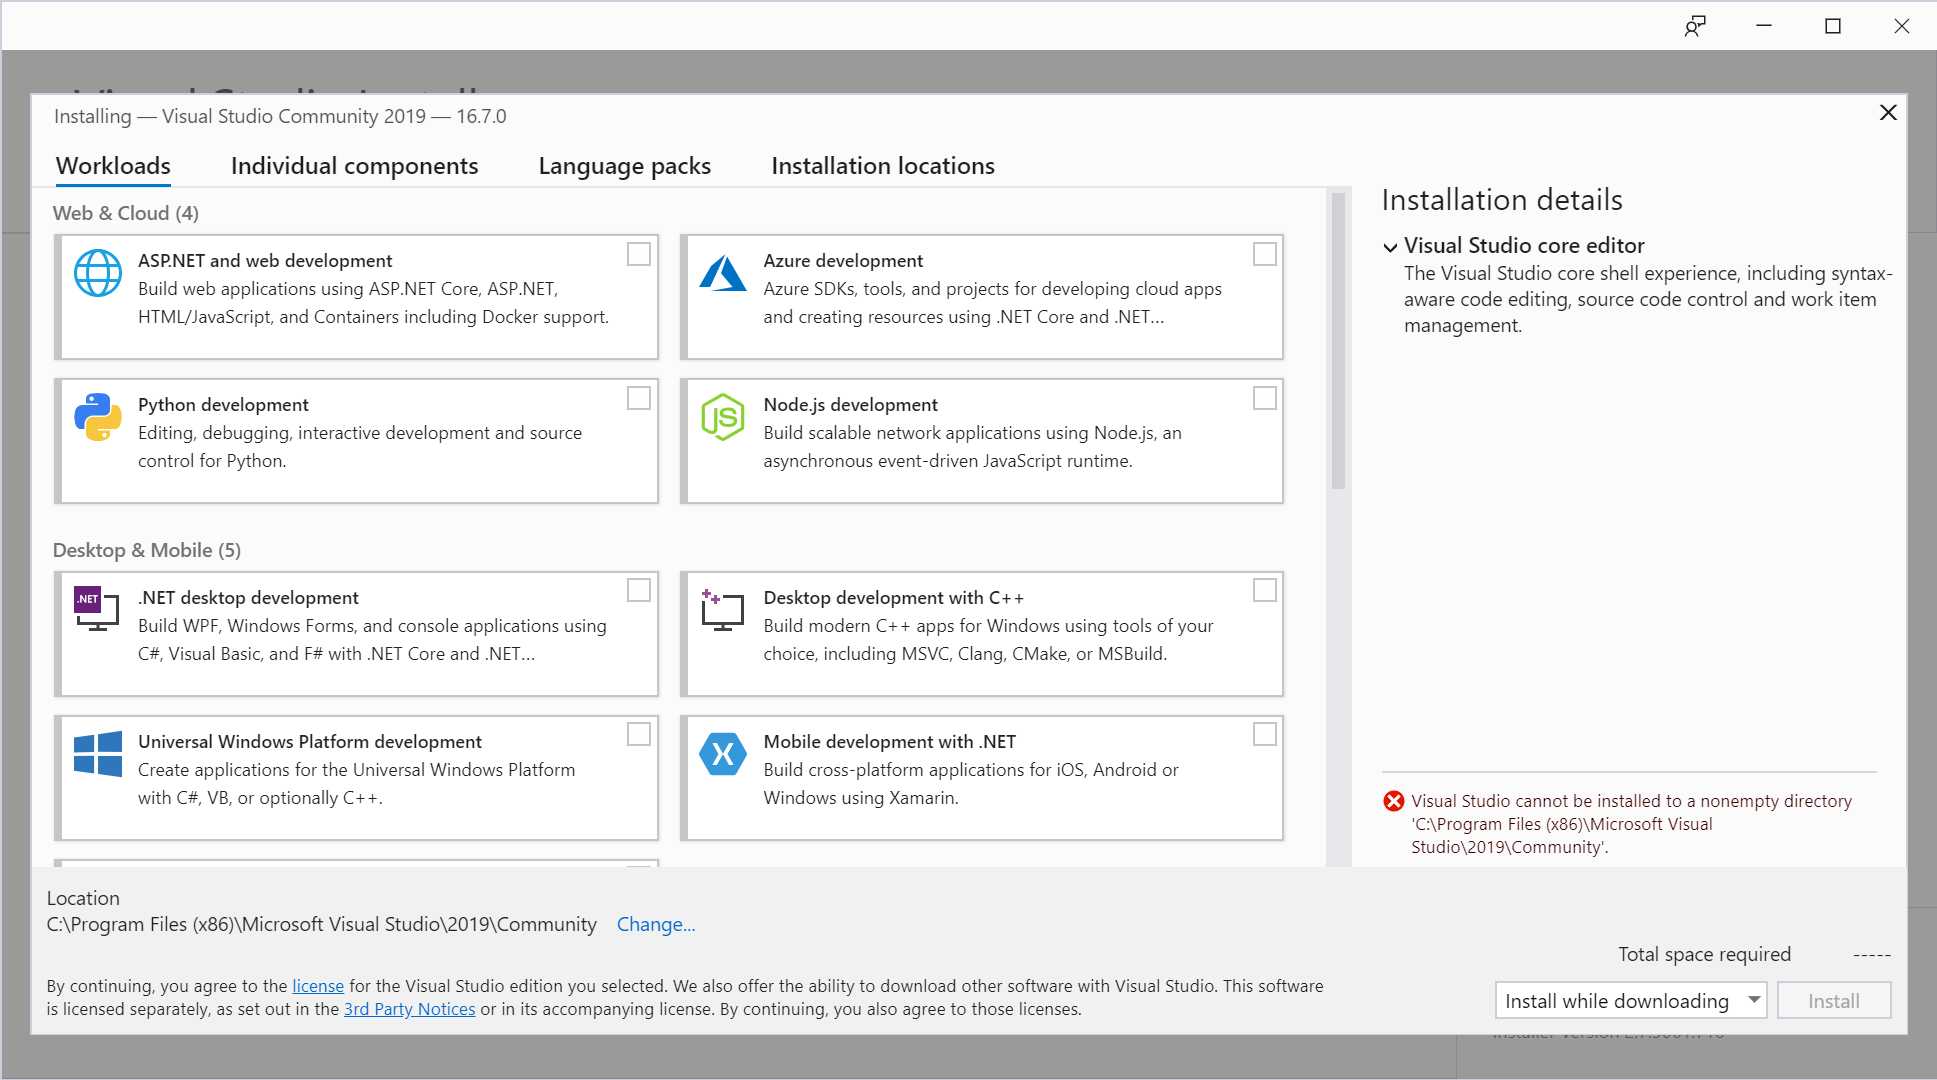 Installing — Visual Studio Community 2019 — 16.7.0
Workloads
Individual components
Language packs
Installation locations
Web & Cloud (4)
ASP.NET and web development
Build web applications using ASP.NET Core, ASP.NET,
HTML/JavaScript, and Containers including Docker support.
Azure development
Azure SDKs, tools, and projects for developing cloud apps
and creating resources using .NET Core and .NET...
Python development
Editing, debugging, interactive development and source
control for Python.
JS
Node.js development
Build scalable network applications using Node.js, an
asynchronous event-driven JavaScript runtime.
Desktop & Mobile (5)
.NET
.NET desktop development
Build WPF, Windows Forms, and console applications using
C#, Visual Basic, and F# with .NET Core and .NET...
Desktop development with C++
Build modern C++ apps for Windows using tools of your
choice, including MSVC, Clang, CMake, or MSBuild.
Universal Windows Platform development
Create applications for the Universal Windows Platform
with C#, VB, or optionally C++.
X
Mobile development with .NET
Build cross-platform applications for iOS, Android or
Windows using Xamarin.
Installation details
Visual Studio core editor
The Visual Studio core shell experience, including syntax-
aware code editing, source code control and work item
management.
Visual Studio cannot be installed to a nonempty directory
'C:\Program Files (x86)\Microsoft Visual
Studio\2019\Community'.
Location
C:\Program Files (x86)\Microsoft Visual Studio\2019\Community Change...
Total space required -----
By continuing, you agree to the license for the Visual Studio edition you selected. We also offer the ability to download other software with Visual Studio. This software
is licensed separately, as set out in the 3rd Party Notices or in its accompanying license. By continuing, you also agree to those licenses.
Install while downloading
Install